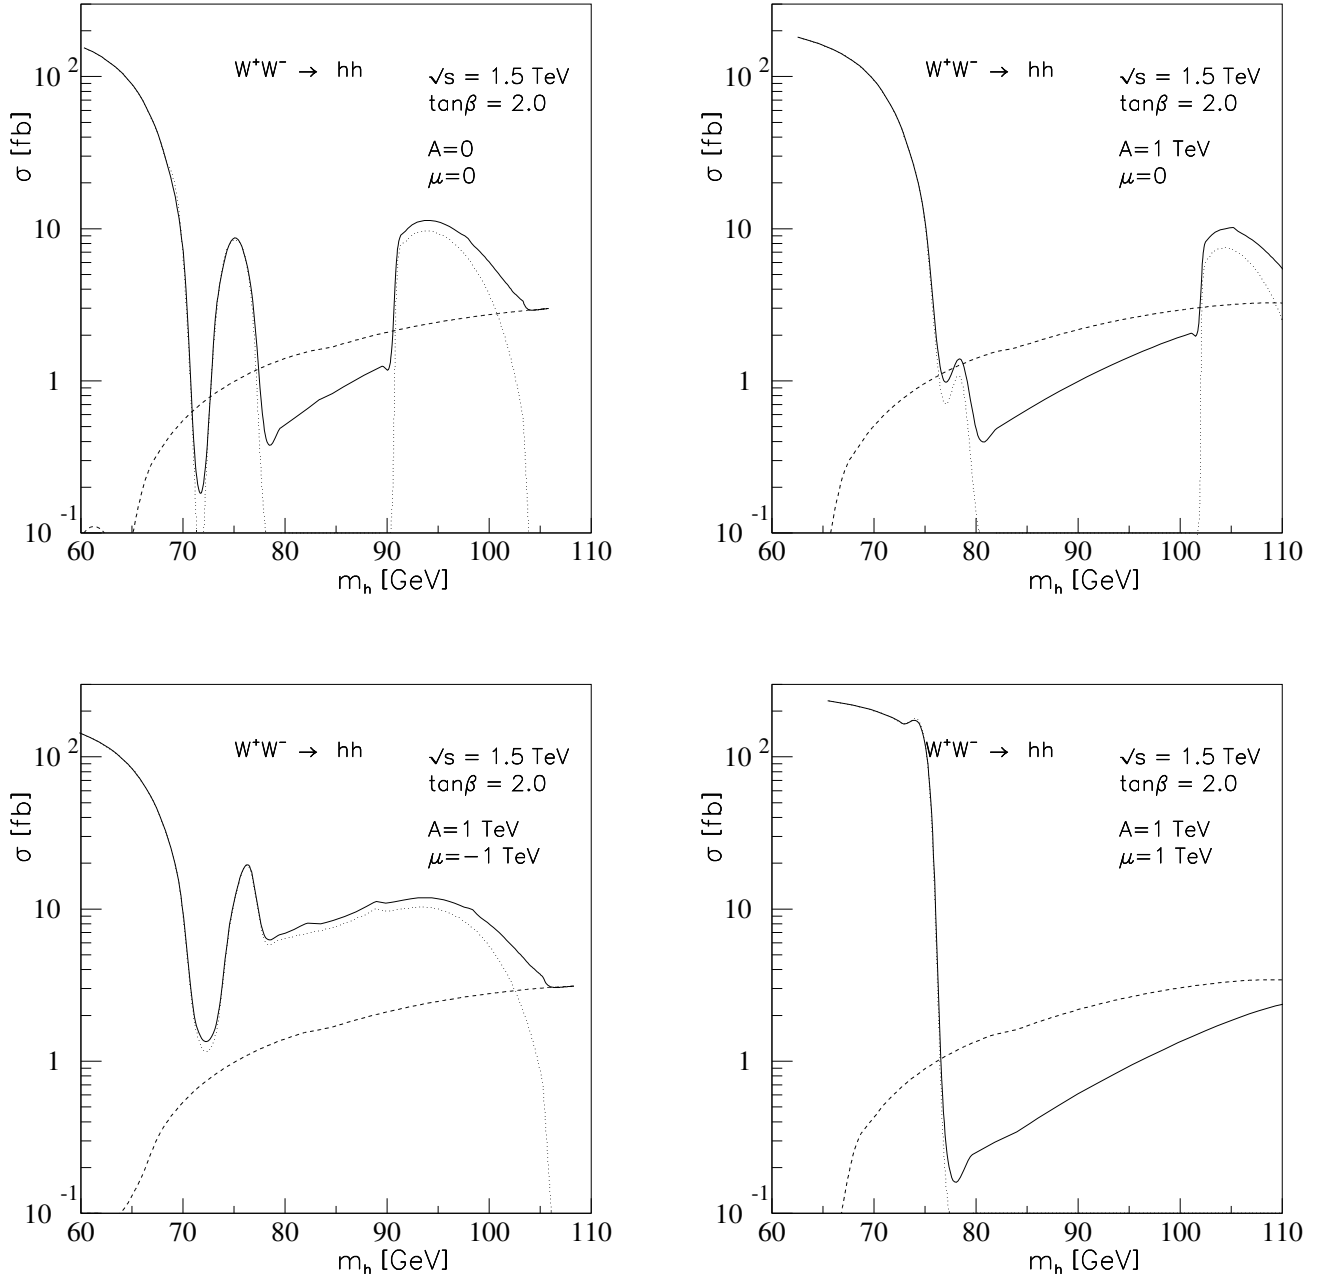 W⁺W⁻ → hh
√s = 1.5 TeV
tanβ = 2.0
A=0
μ=0
σ [fb]
10²
10
1
10⁻¹
60 70 80 90 100 110
mₕ [GeV]
W⁺W⁻ → hh
√s = 1.5 TeV
tanβ = 2.0
A=1 TeV
μ=0
σ [fb]
10²
10
1
10⁻¹
60 70 80 90 100 110
mₕ [GeV]
W⁺W⁻ → hh
√s = 1.5 TeV
tanβ = 2.0
A=1 TeV
μ=−1 TeV
σ [fb]
10²
10
1
10⁻¹
60 70 80 90 100 110
mₕ [GeV]
W⁺W⁻ → hh
√s = 1.5 TeV
tanβ = 2.0
A=1 TeV
μ=1 TeV
σ [fb]
10²
10
1
10⁻¹
60 70 80 90 100 110
mₕ [GeV]